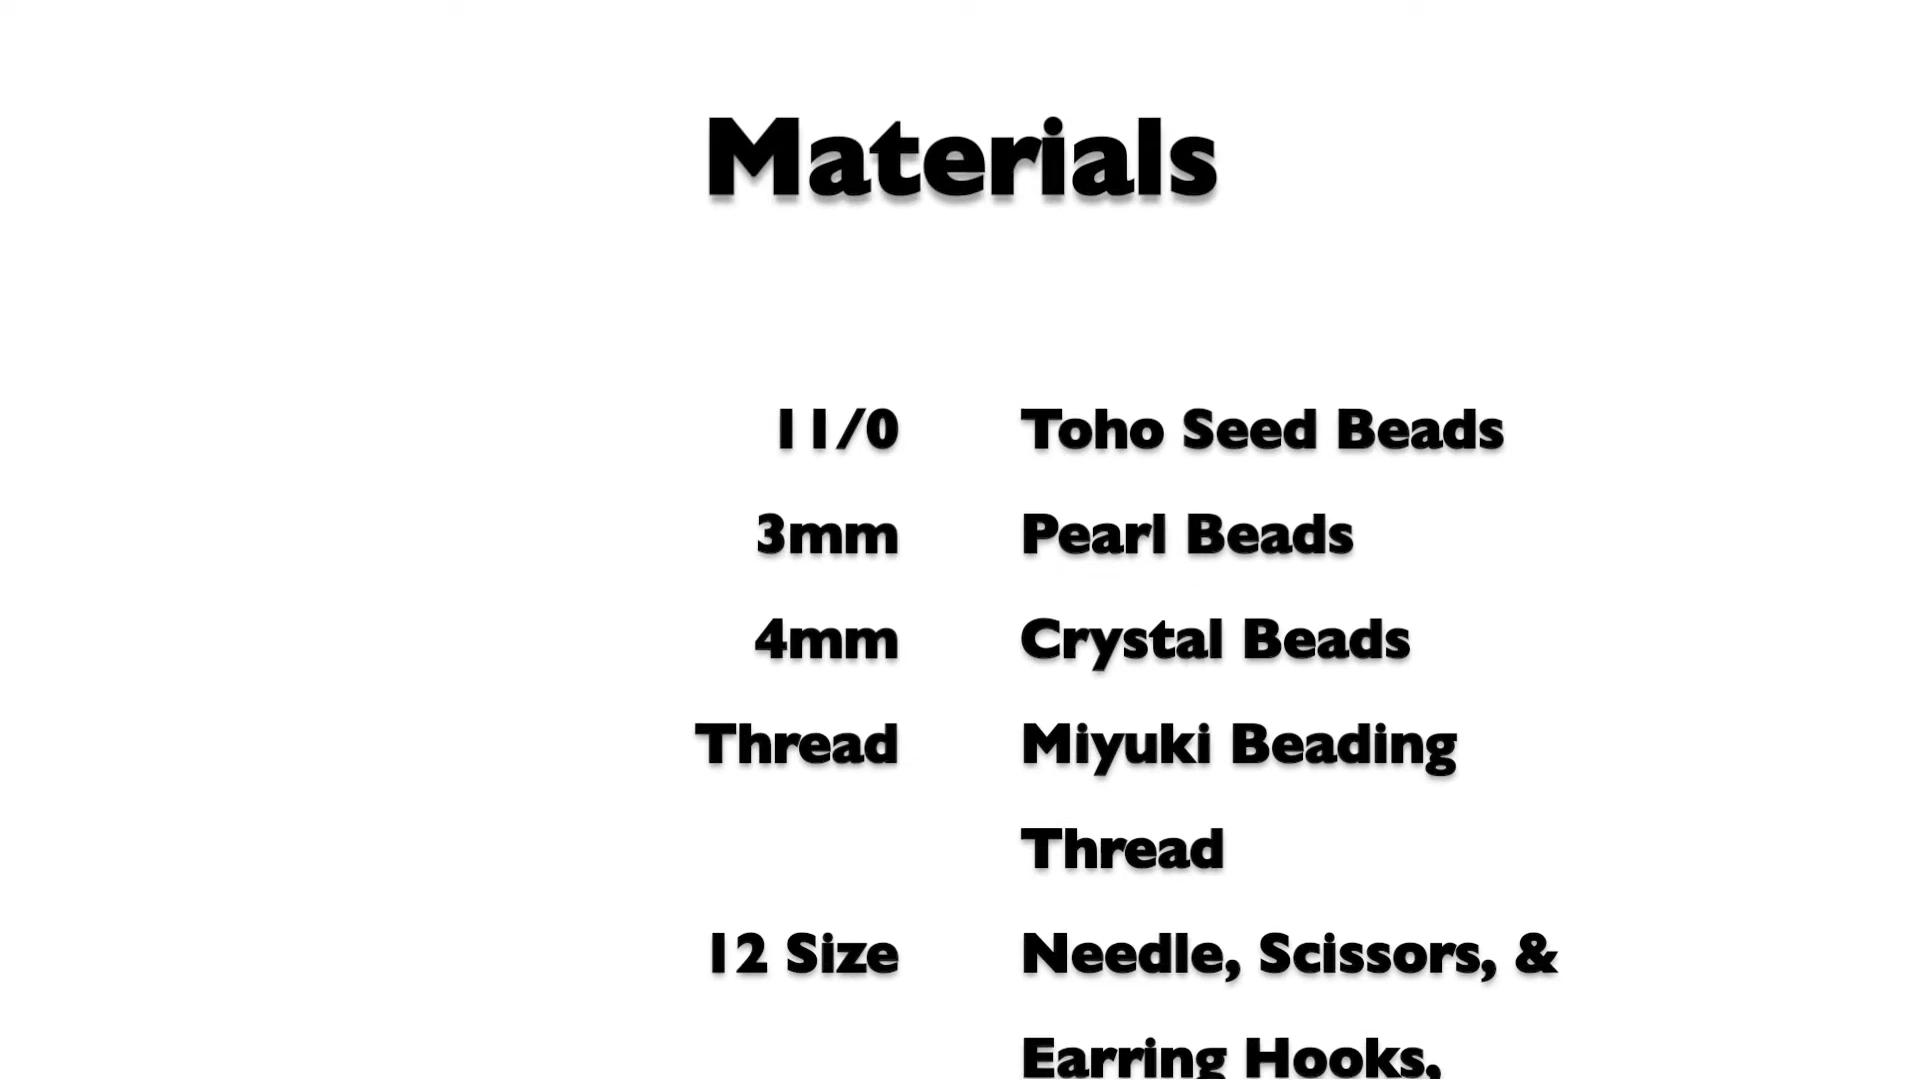 Materials
11/0 Toho Seed Beads
3mm Pearl Beads
4mm Crystal Beads
Thread Miyuki Beading
Thread
12 Size Needle, Scissors, &
Earring Hooks,